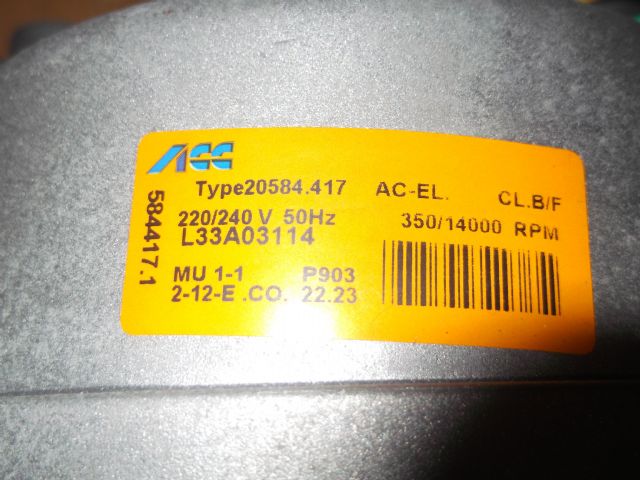 ACC
Type20584.417 AC-EL. CL.B/F
220/240 V 50Hz 350/14000 RPM
L33A03114
MU 1-1 P903
2-12-E .CO. 22.23
584417.1